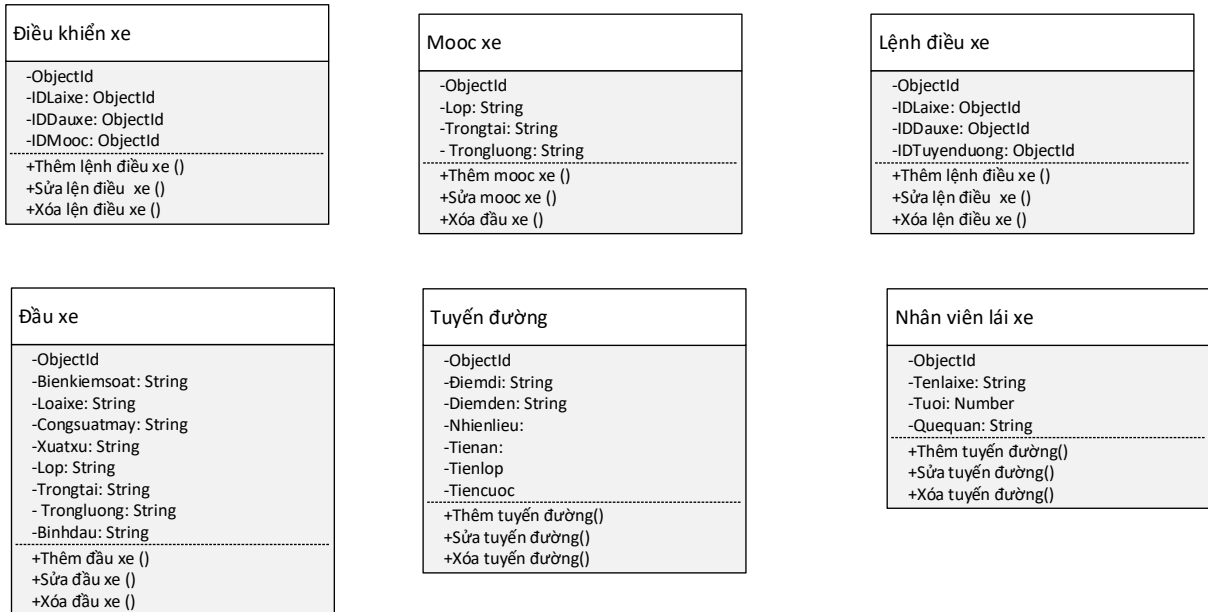 Điều khiển xe
-ObjectId
-IDLaixe: ObjectId
-IDDauxe: ObjectId
-IDMooc: ObjectId
+Thêm lệnh điều xe ()
+Sửa lện điều  xe ()
+Xóa lện điều xe ()
Mooc xe
-ObjectId
-Lop: String
-Trongtai: String
- Trongluong: String
+Thêm mooc xe ()
+Sửa mooc xe ()
+Xóa đầu xe ()
Lệnh điều xe
-ObjectId
-IDLaixe: ObjectId
-IDDauxe: ObjectId
-IDTuyenduong: ObjectId
+Thêm lệnh điều xe ()
+Sửa lện điều  xe ()
+Xóa lện điều xe ()
Đầu xe
-ObjectId
-Bienkiemsoat: String
-Loaixe: String
-Congsuatmay: String
-Xuatxu: String
-Lop: String
-Trongtai: String
- Trongluong: String
-Binhdau: String
+Thêm đầu xe ()
+Sửa đầu xe ()
+Xóa đầu xe ()
Tuyến đường
-ObjectId
-Điemdi: String
-Diemden: String
-Nhienlieu:
-Tienan:
-Tienlop
-Tiencuoc
+Thêm tuyến đường()
+Sửa tuyến đường()
+Xóa tuyến đường()
Nhân viên lái xe
-ObjectId
-Tenlaixe: String
-Tuoi: Number
-Quequan: String
+Thêm tuyến đường()
+Sửa tuyến đường()
+Xóa tuyến đường()